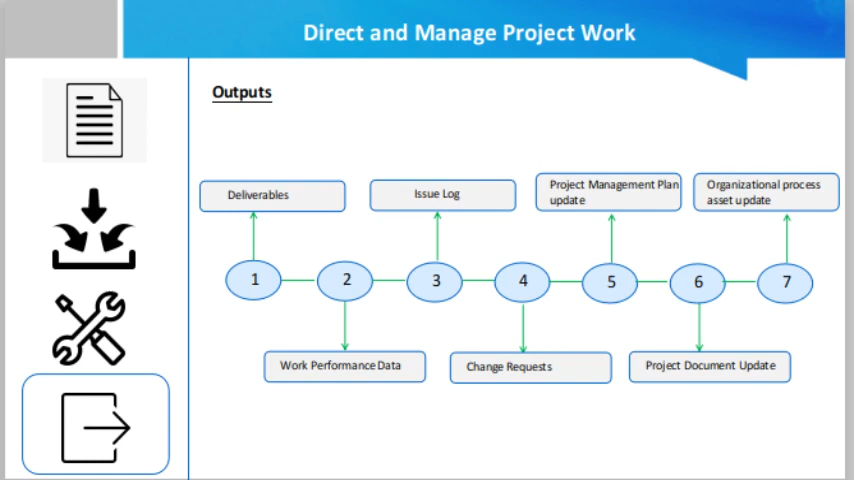 Direct and Manage Project Work
Outputs
Deliverables
Issue Log
Project Management Plan
update
Organizational process
asset update
1
2
3
4
5
6
7
Work Performance Data
Change Requests
Project Document Update